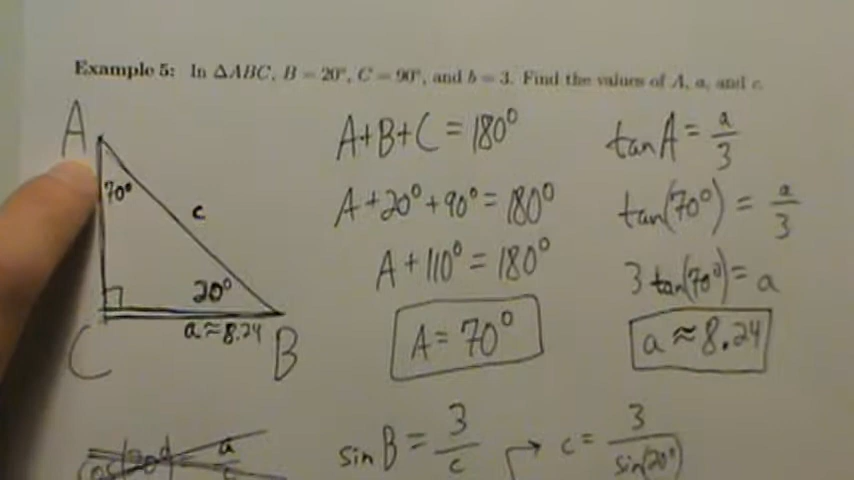 Example 5: In ΔABC, B = 20°, C = 90°, and b = 3. Find the values of A, a, and c.
A
70°
c
20°
a ≈ 8.24
C
B
A+B+C = 180°
A + 20° + 90° = 180°
A + 110° = 180°
A = 70°
tan A = a/3
tan(70°) = a/3
3 tan(70°) = a
a ≈ 8.24
sin B = 3/c
c = 3/sin(20°)
a